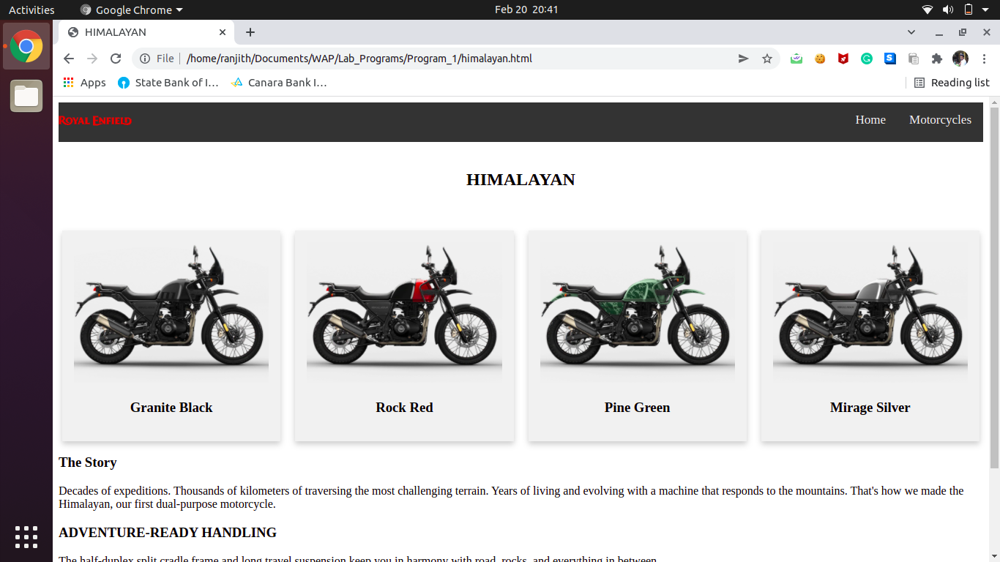 Activities Google Chrome Feb 20 20:41
HIMALAYAN
File /home/ranjith/Documents/WAP/Lab_Programs/Program_1/himalayan.html
Apps State Bank of I… Canara Bank I… Reading list
ROYAL ENFIELD Home Motorcycles
HIMALAYAN
Granite Black Rock Red Pine Green Mirage Silver
The Story
Decades of expeditions. Thousands of kilometers of traversing the most challenging terrain. Years of living and evolving with a machine that responds to the mountains. That's how we made the
Himalayan, our first dual-purpose motorcycle.
ADVENTURE-READY HANDLING
The half-duplex split cradle frame and long travel suspension keep you in harmony with road, rocks, and everything in between